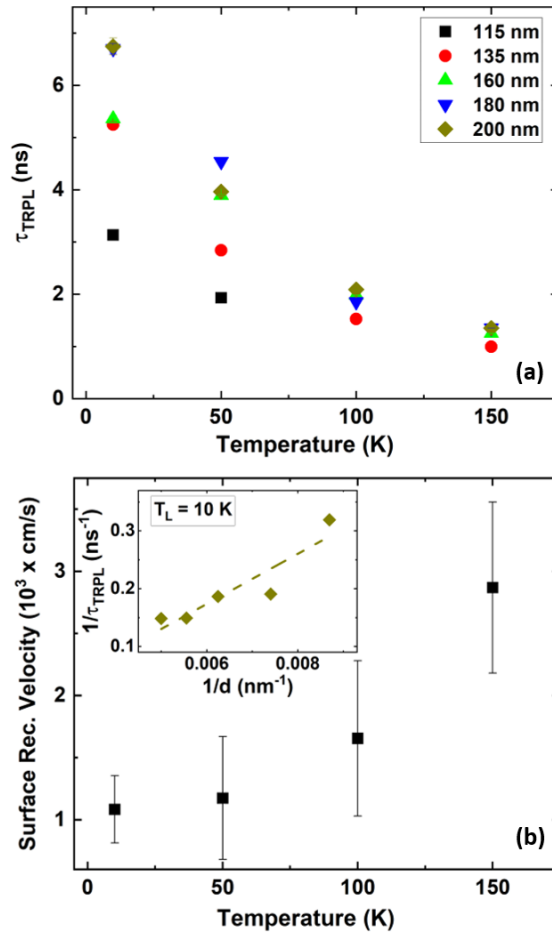 115 nm
135 nm
160 nm
180 nm
200 nm
6
4
2
0
τTRPL (ns)
0 50 100 150
Temperature (K)
(a)
TL = 10 K
0.3
0.2
0.1
1/τTRPL (ns-1)
0.006 0.008
1/d (nm-1)
3
2
1
Surface Rec. Velocity (10³ x cm/s)
(b)
0 50 100 150
Temperature (K)